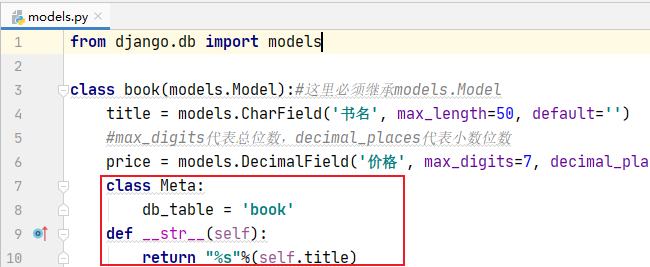 models.py
1 from django.db import models
2
3 class book(models.Model):#这里必须继承models.Model
4 title = models.CharField('书名', max_length=50, default='')
5 #max_digits代表总位数，decimal_places代表小数位数
6 price = models.DecimalField('价格', max_digits=7, decimal_pla
7 class Meta:
8 db_table = 'book'
9 def __str__(self):
10 return "%s"%(self.title)